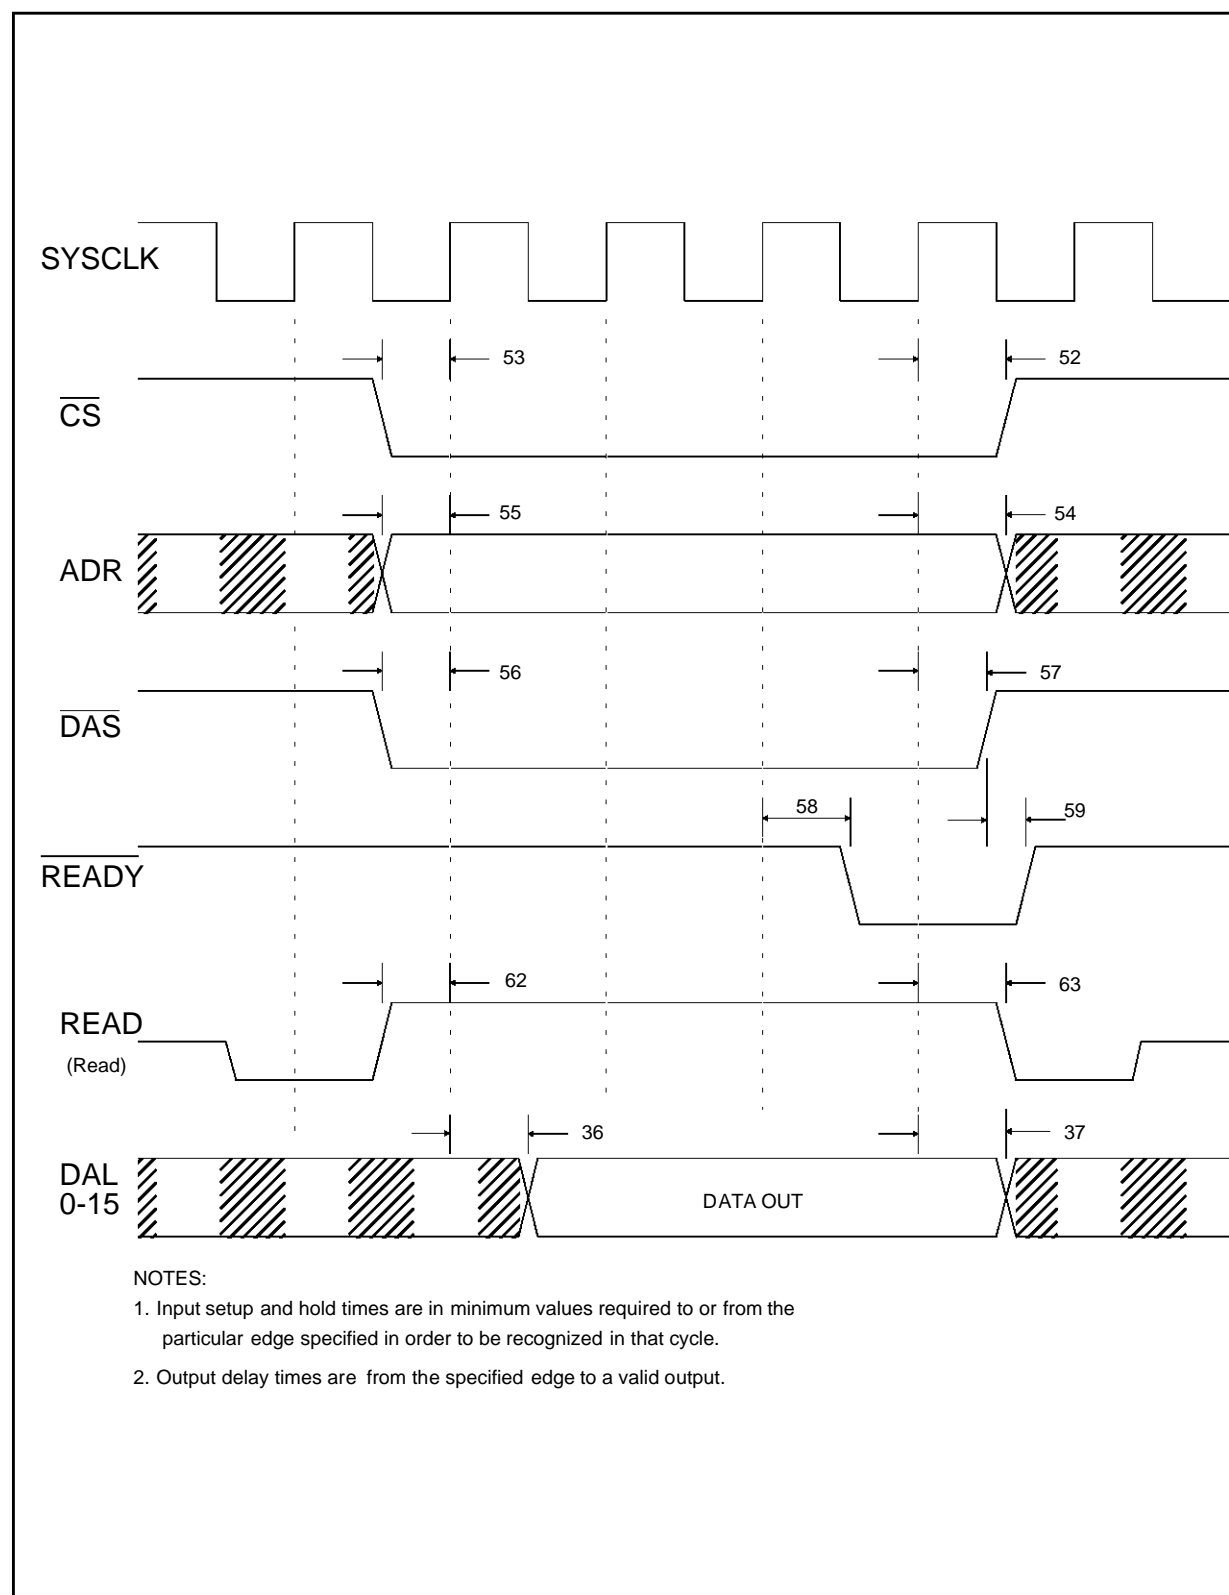 SYSCLK
53
52
CS
55
54
ADR
56
57
DAS
58
59
READY
62
63
READ
(Read)
36
37
DAL
0-15
DATA OUT
NOTES:
1. Input setup and hold times are in minimum values required to or from the
particular edge specified in order to be recognized in that cycle.
2. Output delay times are from the specified edge to a valid output.